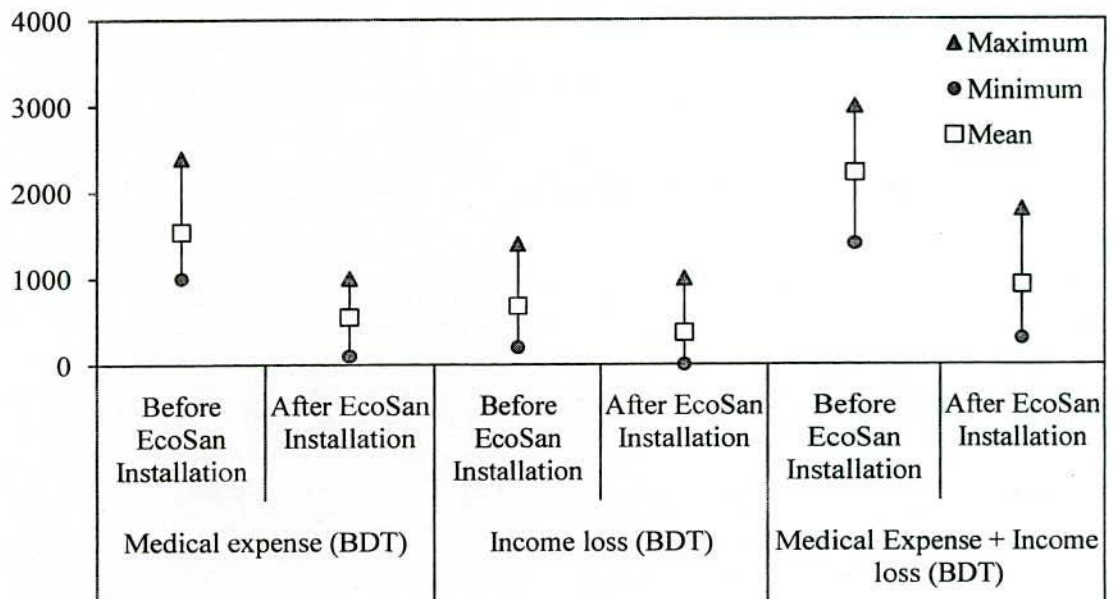 4000
3000
2000
1000
0
Maximum
Minimum
Mean
Before EcoSan Installation
After EcoSan Installation
Before EcoSan Installation
After EcoSan Installation
Before EcoSan Installation
After EcoSan Installation
Medical expense (BDT)
Income loss (BDT)
Medical Expense + Income
loss (BDT)